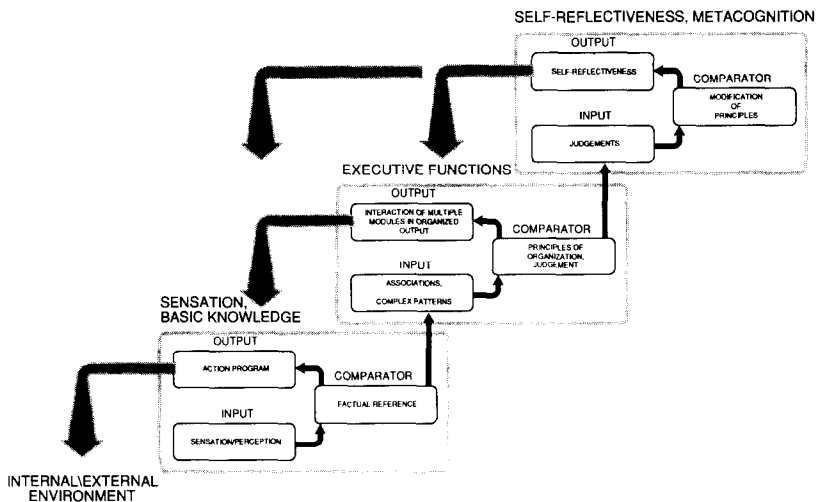 SELF-REFLECTIVENESS, METACOGNITION
OUTPUT
SELF-REFLECTIVENESS
COMPARATOR
MODIFICATION
OF
PRINCIPLES
INPUT
JUDGEMENTS
EXECUTIVE FUNCTIONS
OUTPUT
INTERACTION OF MULTIPLE
MODULES IN ORGANIZED
OUTPUT
COMPARATOR
PRINCIPLES OF
ORGANIZATION,
JUDGEMENT
INPUT
ASSOCIATIONS,
COMPLEX PATTERNS
SENSATION,
BASIC KNOWLEDGE
OUTPUT
ACTION PROGRAM
COMPARATOR
FACTUAL REFERENCE
INPUT
SENSATION/PERCEPTION
INTERNAL\EXTERNAL
ENVIRONMENT